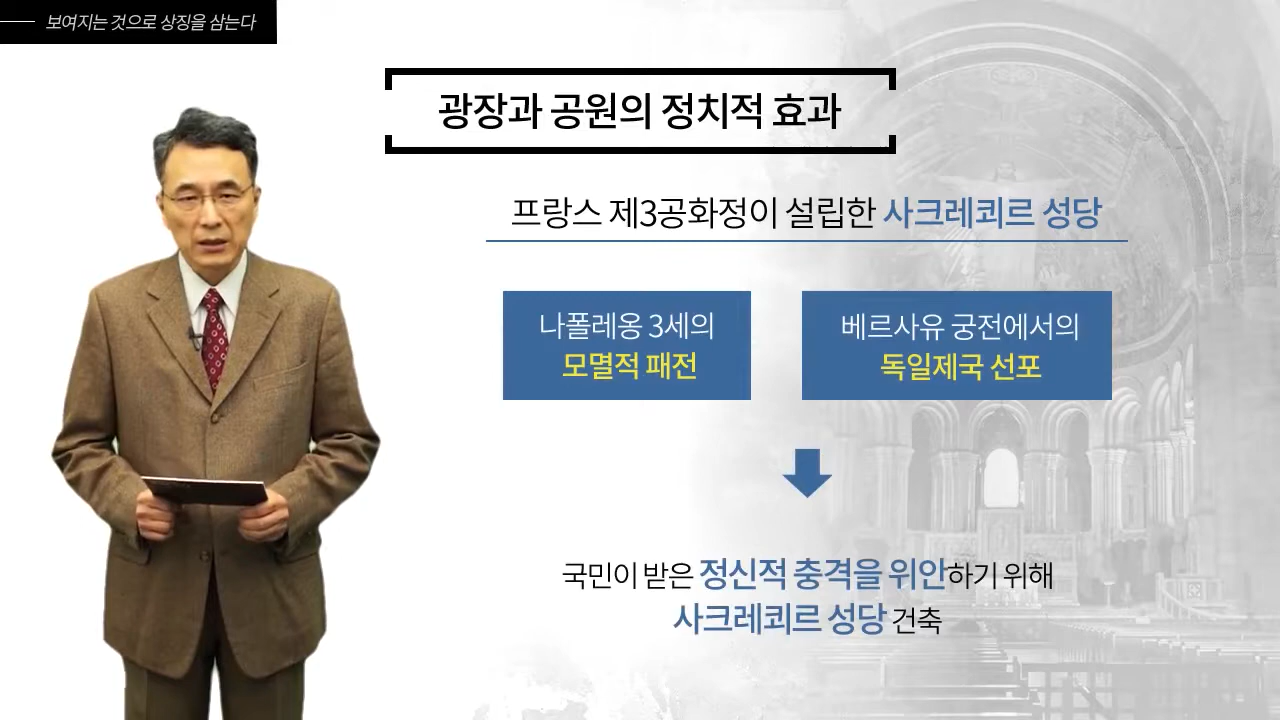 보여지는 것으로 상징을 삼는다
광장과 공원의 정치적 효과
프랑스 제3공화정이 설립한 사크레쾨르 성당
나폴레옹 3세의
모멸적 패전
베르사유 궁전에서의
독일제국 선포
국민이 받은 정신적 충격을 위안하기 위해
사크레쾨르 성당 건축